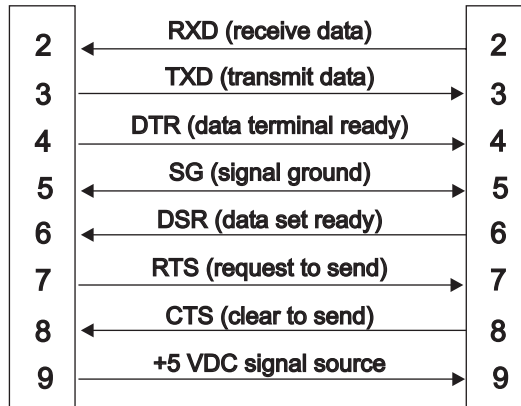 2 RXD (receive data) 2
3 TXD (transmit data) 3
4 DTR (data terminal ready) 4
5 SG (signal ground) 5
6 DSR (data set ready) 6
7 RTS (request to send) 7
8 CTS (clear to send) 8
9 +5 VDC signal source 9